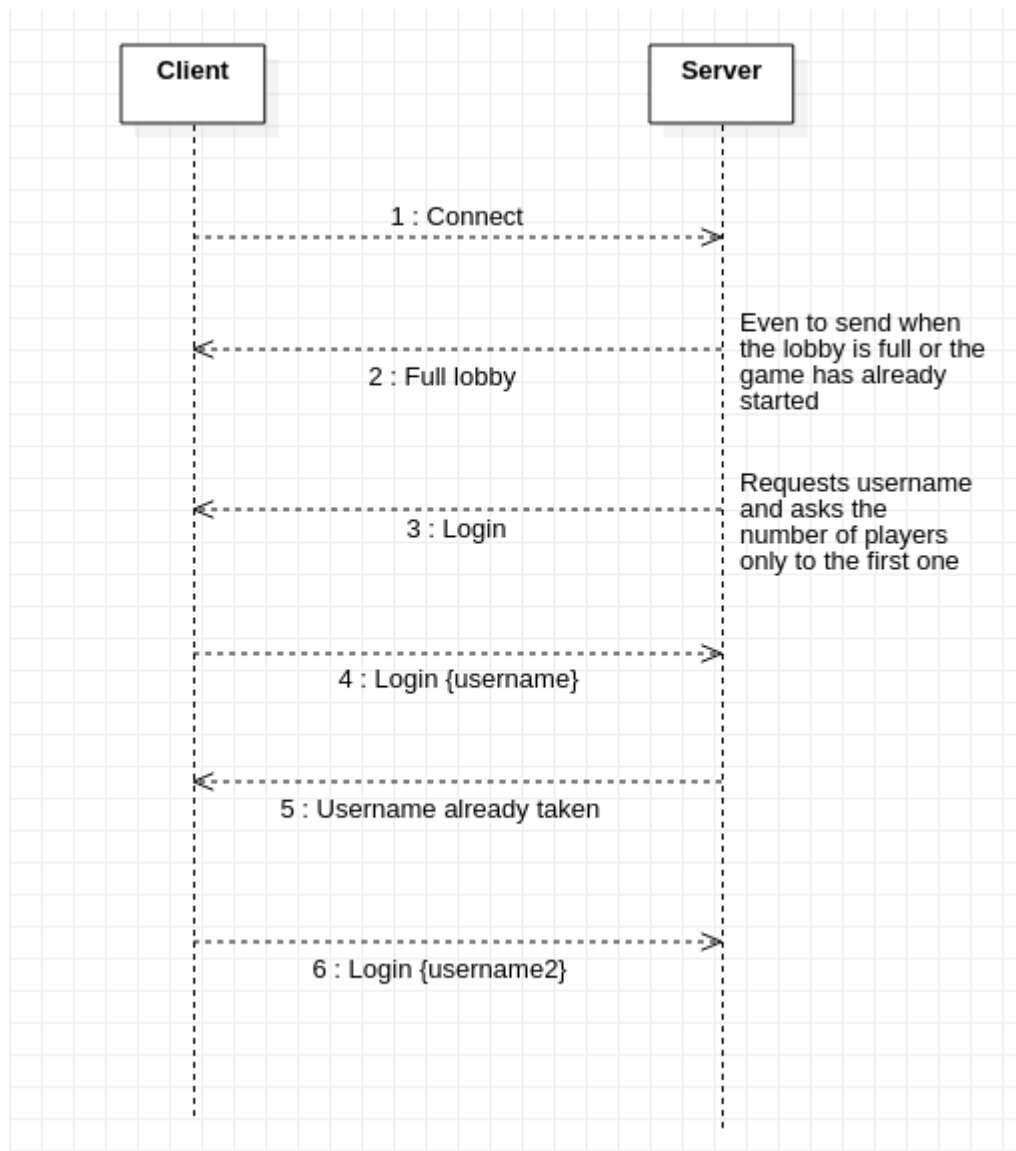 Client
Server
1 : Connect
Even to send when
the lobby is full or the
game has already
started
2 : Full lobby
Requests username
and asks the
number of players
only to the first one
3 : Login
4 : Login {username}
5 : Username already taken
6 : Login {username2}